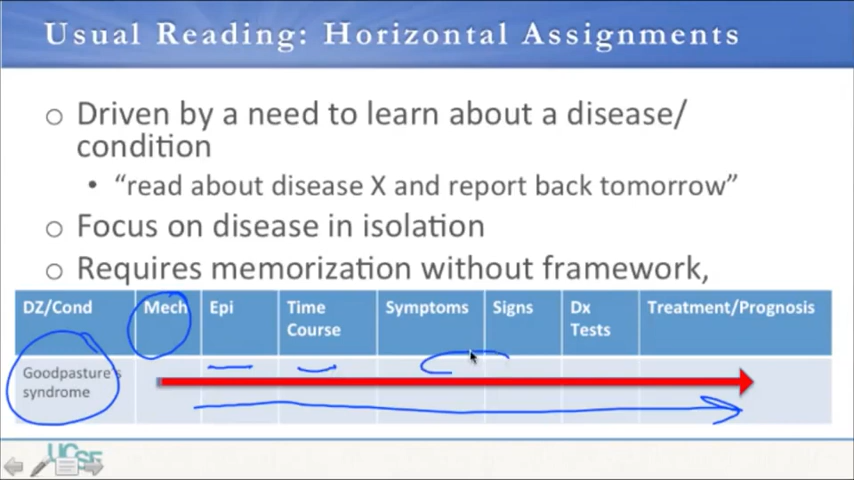 Usual Reading: Horizontal Assignments
Driven by a need to learn about a disease/
condition
“read about disease X and report back tomorrow”
Focus on disease in isolation
Requires memorization without framework,
DZ/Cond Mech Epi Time Course Symptoms Signs Dx Tests Treatment/Prognosis
Goodpasture's
syndrome
UCSF